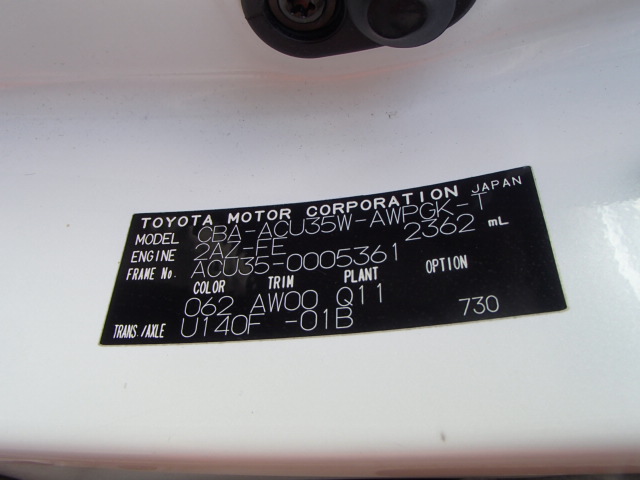 TOYOTA MOTOR CORPORATION JAPAN
MODEL CBA-ACU35W-AWPGK-T
ENGINE 2AZ-FE 2362 mL
FRAME No. ACU35-0005361
COLOR TRIM PLANT OPTION
062 AW00 Q11
TRANS./AXLE U140F -01B 730